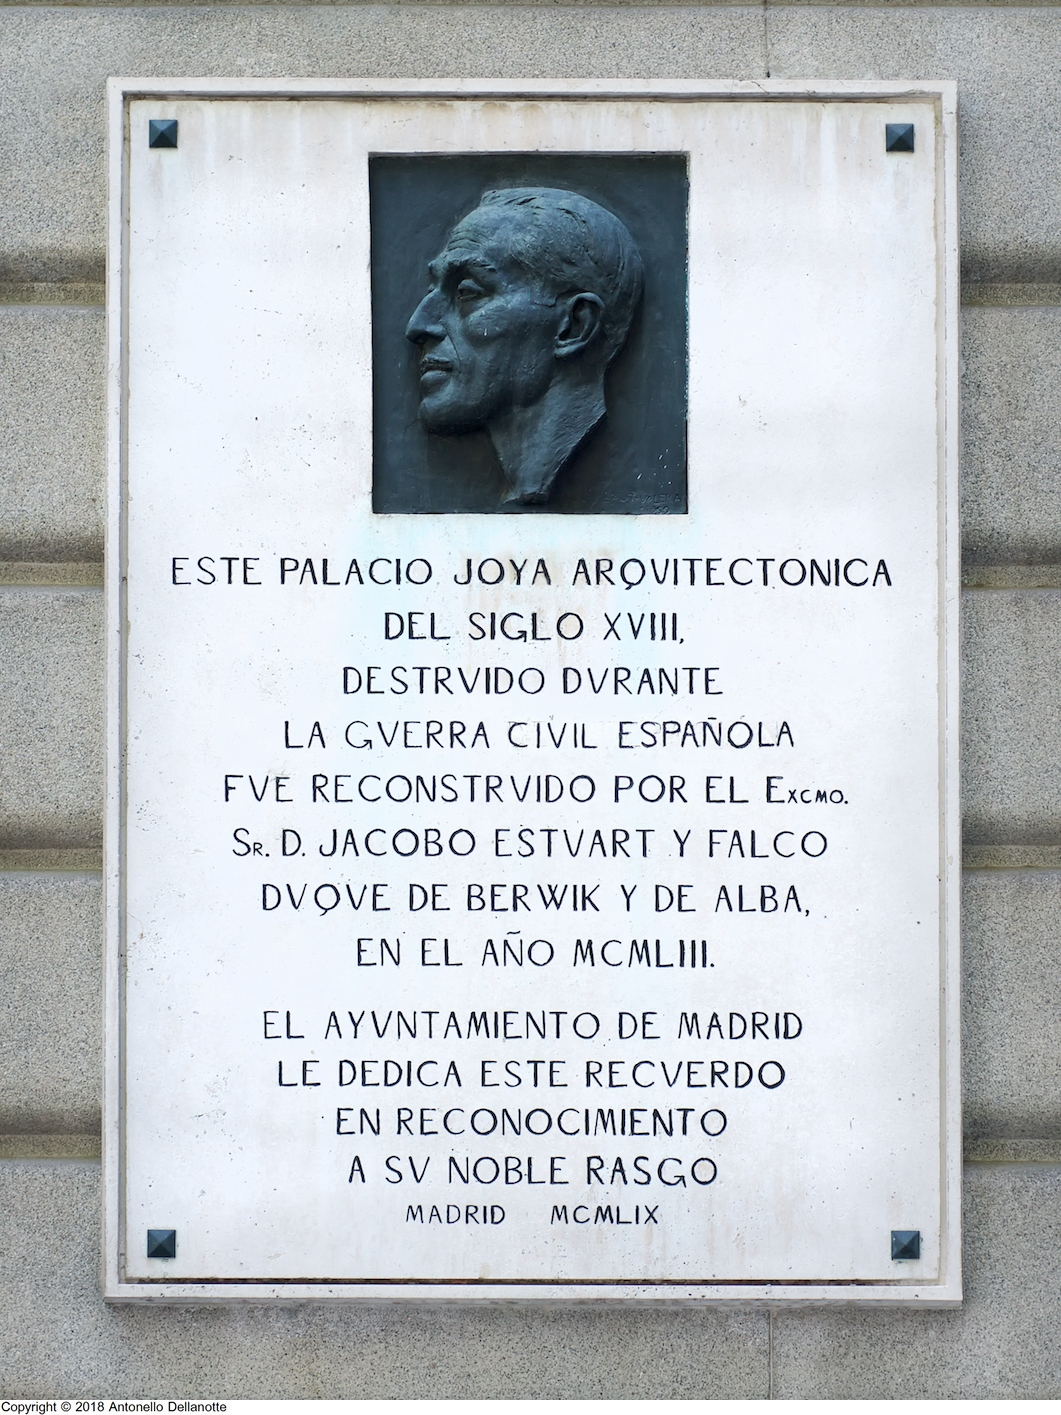 ESTE PALACIO JOYA ARQVITECTONICA
DEL SIGLO XVIII,
DESTRVIDO DVRANTE
LA GVERRA CIVIL ESPAÑOLA
FVE RECONSTRVIDO POR EL EXCMO.
SR. D. JACOBO ESTVART Y FALCO
DVQVE DE BERWIK Y DE ALBA,
EN EL AÑO MCMLIII.
EL AYVNTAMIENTO DE MADRID
LE DEDICA ESTE RECVERDO
EN RECONOCIMIENTO
A SV NOBLE RASGO
MADRID MCMLIX
Copyright © 2018 Antonello Dellanotte